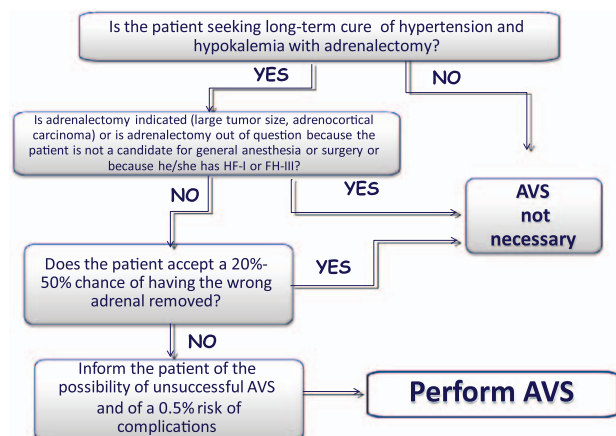 Is the patient seeking long-term cure of hypertension and
hypokalemia with adrenalectomy?
YES
NO
Is adrenalectomy indicated (large tumor size, adrenocortical
carcinoma) or is adrenalectomy out of question because the
patient is not a candidate for general anesthesia or surgery or
because he/she has HF-I or FH-III?
NO
YES
AVS
not
necessary
Does the patient accept a 20%-
50% chance of having the wrong
adrenal removed?
YES
NO
Inform the patient of the
possibility of unsuccessful AVS
and of a 0.5% risk of
complications
Perform AVS